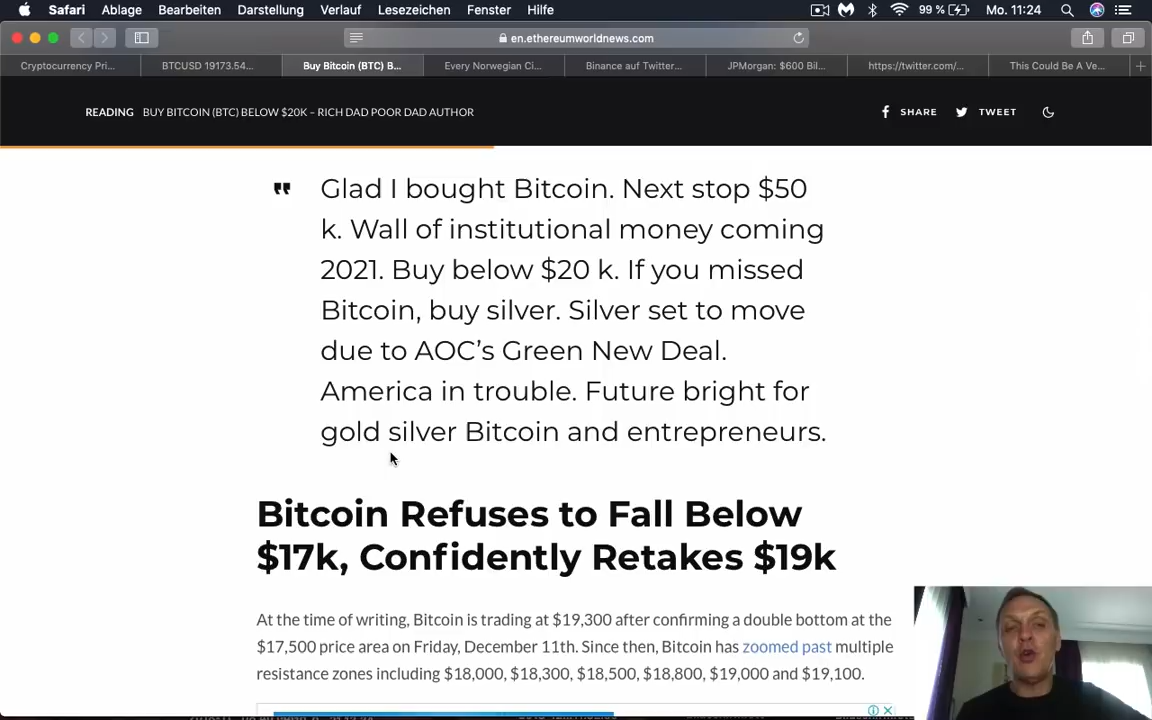 Safari Ablage Bearbeiten Darstellung Verlauf Lesezeichen Fenster Hilfe 99 % Mo. 11:24
en.ethereumworldnews.com
Cryptocurrency Pri... BTCUSD 19173.54... Buy Bitcoin (BTC) B... Every Norwegian Ci... Binance auf Twitter... JPMorgan: $600 Bil... https://twitter.com/... This Could Be A Ve...
READING BUY BITCOIN (BTC) BELOW $20K – RICH DAD POOR DAD AUTHOR SHARE TWEET
Glad I bought Bitcoin. Next stop $50
k. Wall of institutional money coming
2021. Buy below $20 k. If you missed
Bitcoin, buy silver. Silver set to move
due to AOC’s Green New Deal.
America in trouble. Future bright for
gold silver Bitcoin and entrepreneurs.
Bitcoin Refuses to Fall Below
$17k, Confidently Retakes $19k
At the time of writing, Bitcoin is trading at $19,300 after confirming a double bottom at the
$17,500 price area on Friday, December 11th. Since then, Bitcoin has zoomed past multiple
resistance zones including $18,000, $18,300, $18,500, $18,800, $19,000 and $19,100.